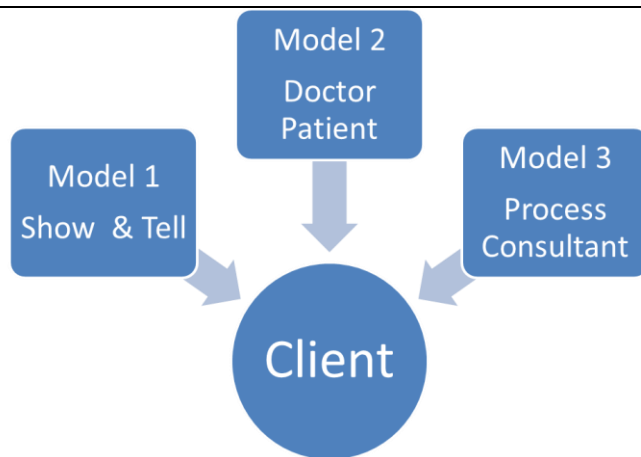 Model 1
Show & Tell
Model 2
Doctor
Patient
Model 3
Process
Consultant
Client